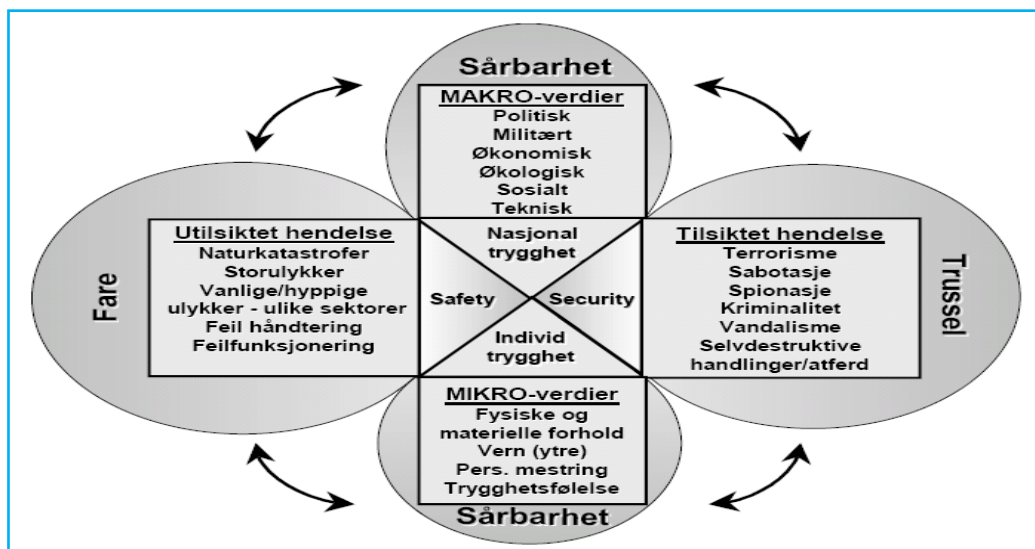 Sårbarhet
MAKRO-verdier
Politisk
Militært
Økonomisk
Økologisk
Sosialt
Teknisk
Fare
Utilsiktet hendelse
Naturkatastrofer
Storulykker
Vanlige/hyppige
ulykker - ulike sektorer
Feil håndtering
Feilfunksjonering
Nasjonal
trygghet
Safety
Security
Individ
trygghet
Tilsiktet hendelse
Terrorisme
Sabotasje
Spionasje
Kriminalitet
Vandalisme
Selvdestruktive
handlinger/atferd
Trussel
MIKRO-verdier
Fysiske og
materielle forhold
Vern (ytre)
Pers. mestring
Trygghetsfølelse
Sårbarhet